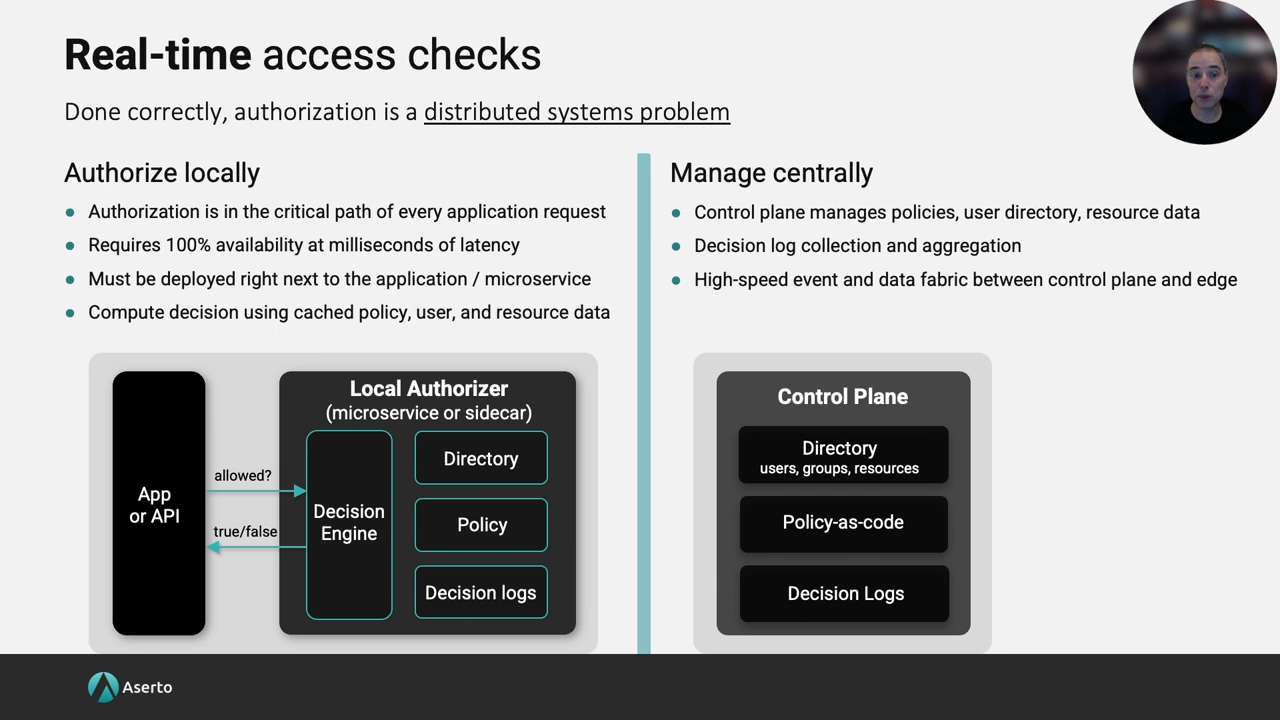 Real-time access checks
Done correctly, authorization is a distributed systems problem
Authorize locally
Authorization is in the critical path of every application request
Requires 100% availability at milliseconds of latency
Must be deployed right next to the application / microservice
Compute decision using cached policy, user, and resource data
Manage centrally
Control plane manages policies, user directory, resource data
Decision log collection and aggregation
High-speed event and data fabric between control plane and edge
App
or API
allowed?
true/false
Local Authorizer
(microservice or sidecar)
Decision
Engine
Directory
Policy
Decision logs
Control Plane
Directory
users, groups, resources
Policy-as-code
Decision Logs
Aserto